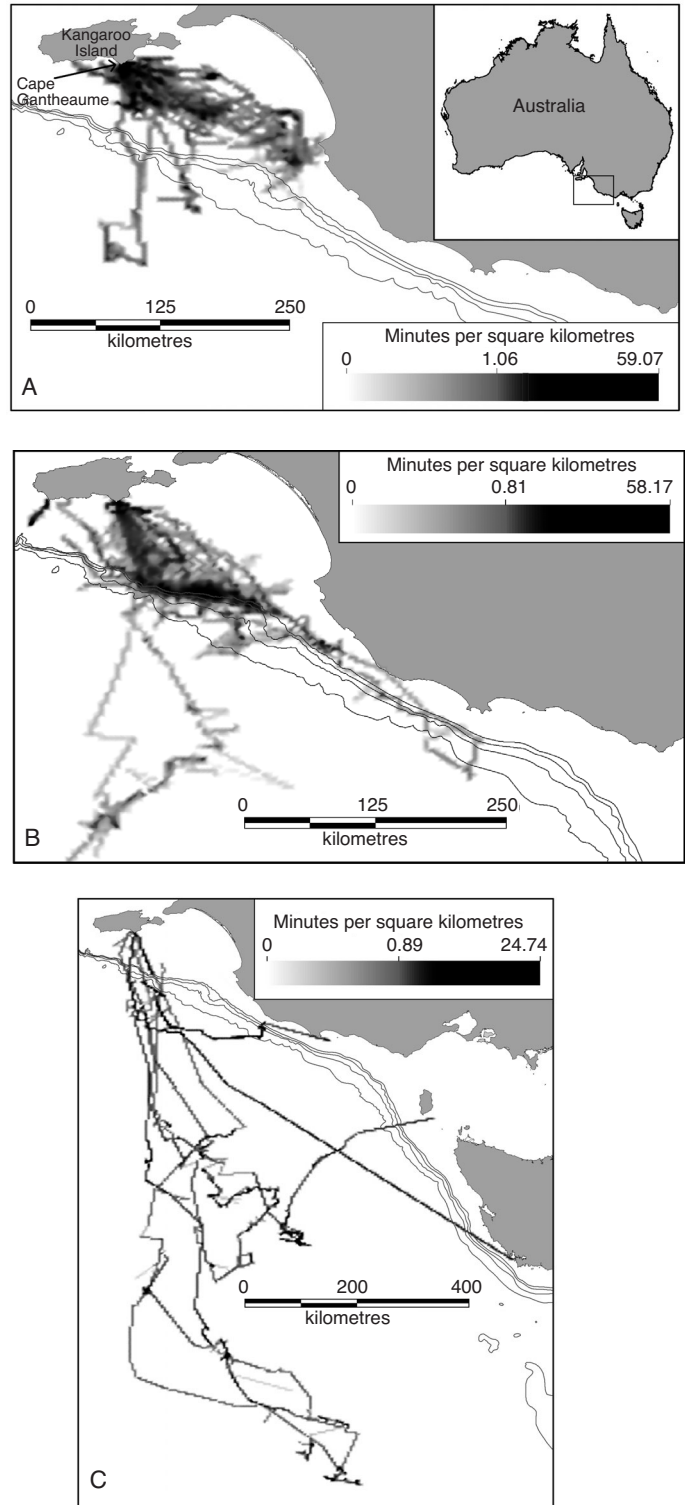 Kangaroo
Island
Cape
Gantheaume
Australia
0 125 250
kilometres
Minutes per square kilometres
0 1.06 59.07
A
Minutes per square kilometres
0 0.81 58.17
0 125 250
kilometres
B
Minutes per square kilometres
0 0.89 24.74
0 200 400
kilometres
C